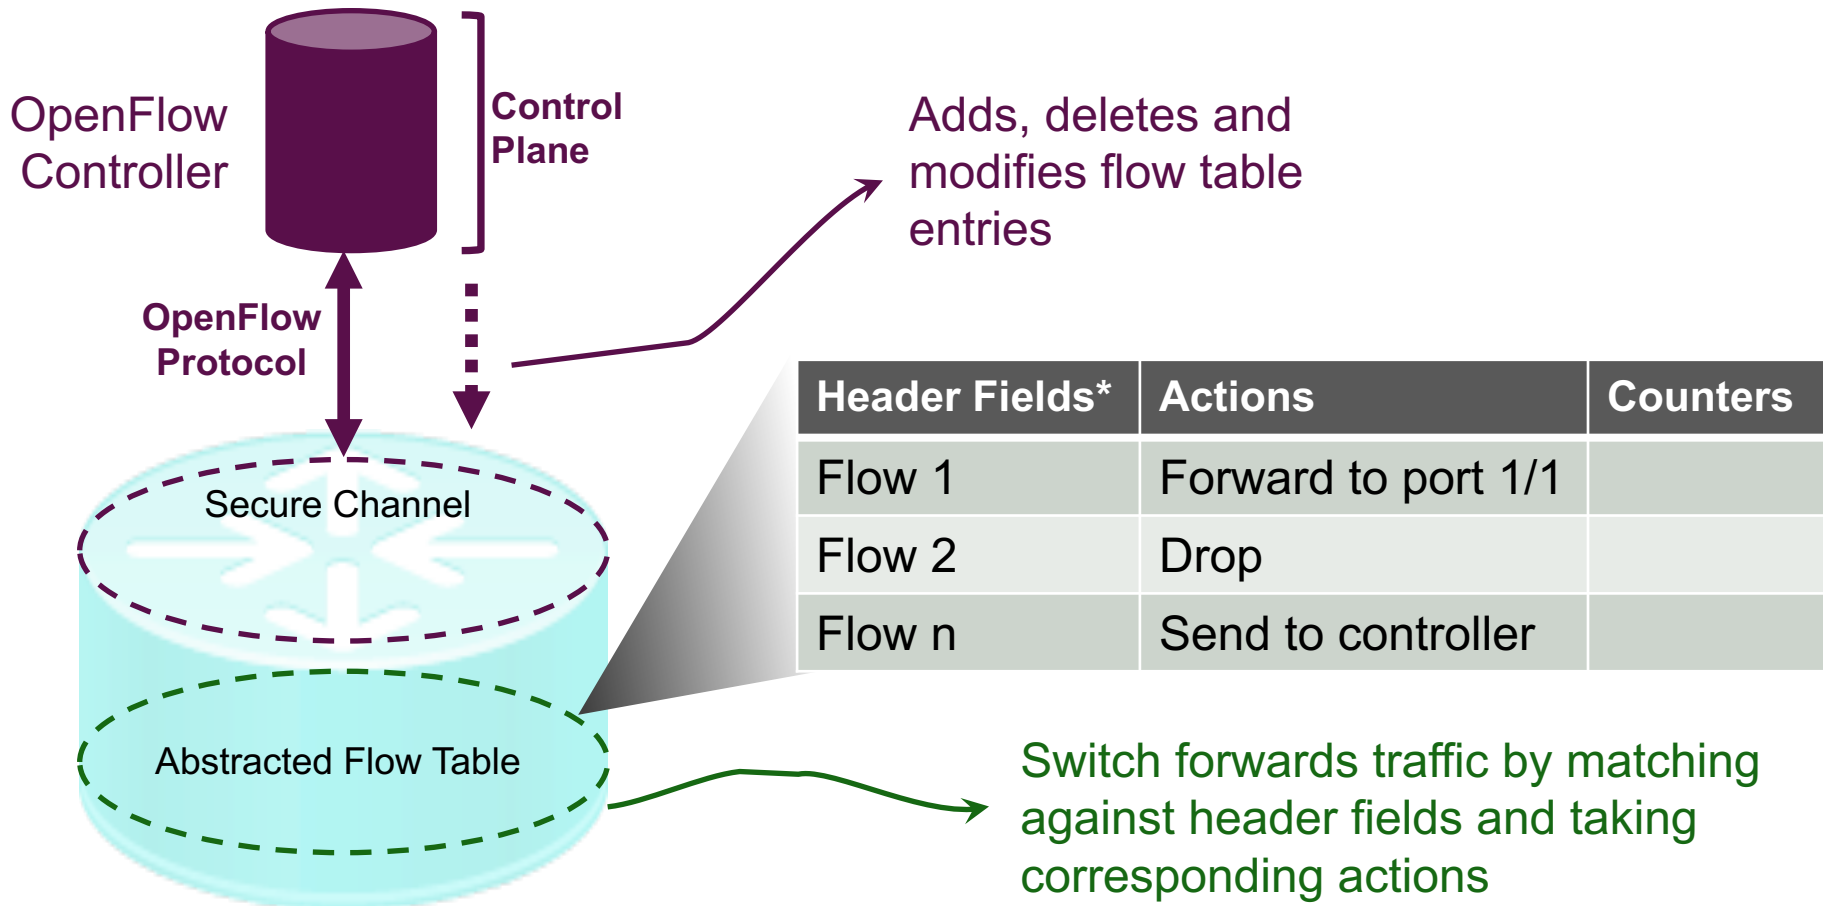 OpenFlow
Controller
Control
Plane
Adds, deletes and
modifies flow table
entries
OpenFlow
Protocol
Header Fields* Actions Counters
Flow 1 Forward to port 1/1
Flow 2 Drop
Flow n Send to controller
Secure Channel
Abstracted Flow Table
Switch forwards traffic by matching
against header fields and taking
corresponding actions